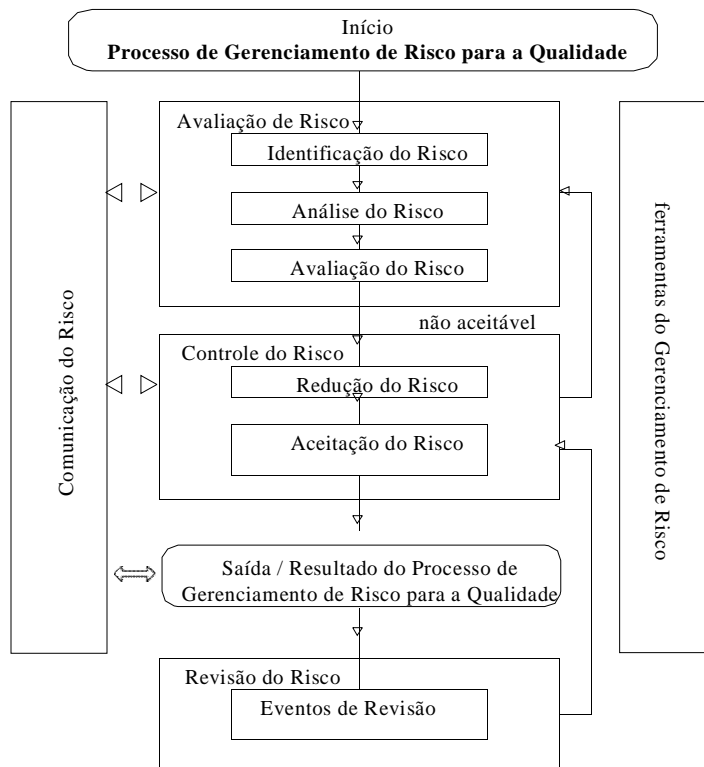 Início
Processo de Gerenciamento de Risco para a Qualidade
Avaliação de Risco
Identificação do Risco
Análise do Risco
Avaliação do Risco
não aceitável
Controle do Risco
Redução do Risco
Aceitação do Risco
Saída / Resultado do Processo de
Gerenciamento de Risco para a Qualidade
Revisão do Risco
Eventos de Revisão
Comunicação do Risco
ferramentas do Gerenciamento de Risco